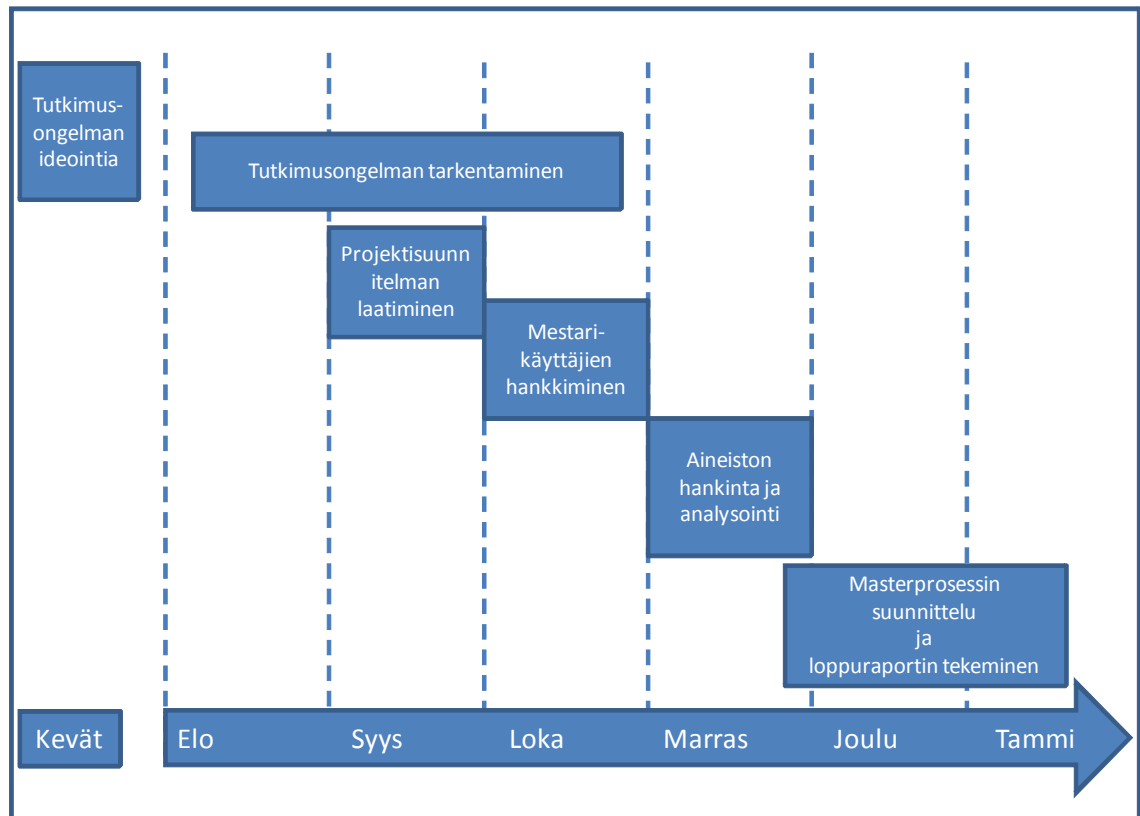 Tutkimus-
ongelman
ideointia
Tutkimusongelman tarkentaminen
Projektisuunn
itelman
laatiminen
Mestari-
käyttäjien
hankkiminen
Aineiston
hankinta ja
analysointi
Masterprosessin
suunnittelu
ja
loppuraportin tekeminen
Kevät Elo Syys Loka Marras Joulu Tammi